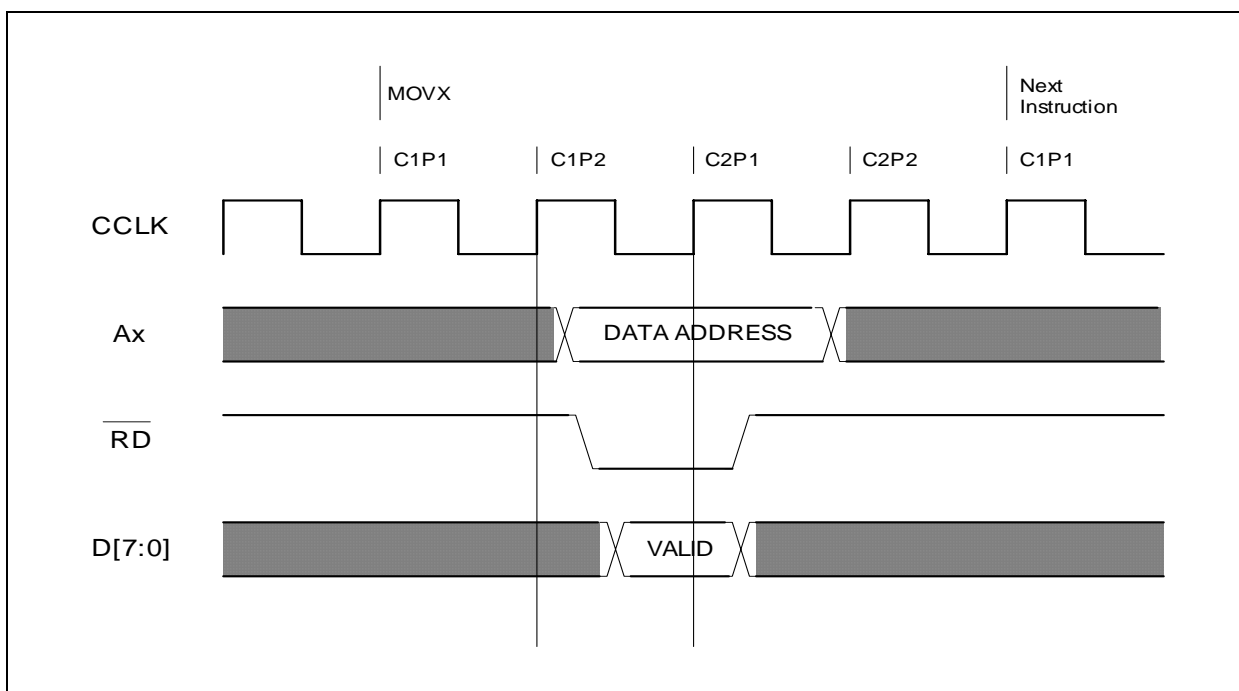 MOVX
Next
Instruction
C1P1
C1P2
C2P1
C2P2
C1P1
CCLK
Ax
DATA ADDRESS
RD
D[7:0]
VALID